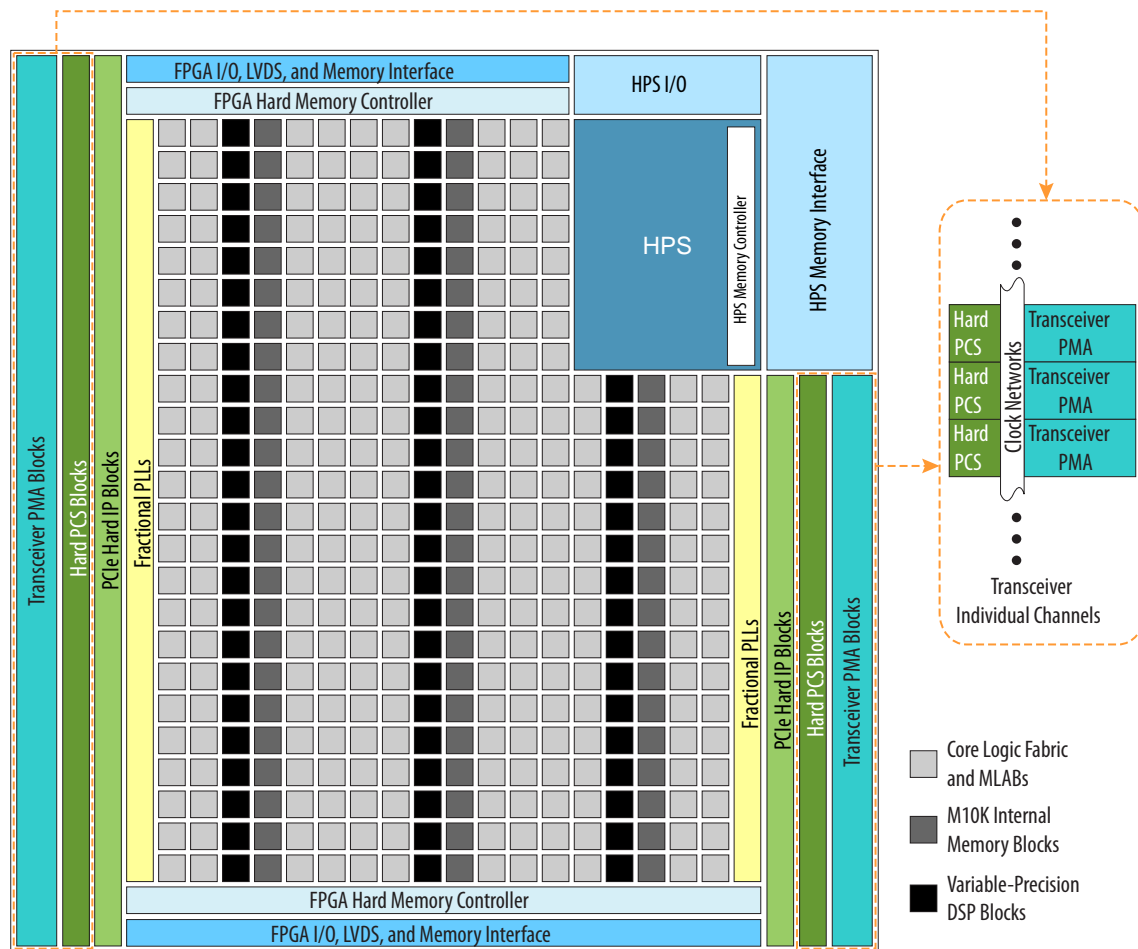 FPGA I/O, LVDS, and Memory Interface
FPGA Hard Memory Controller
HPS I/O
HPS
HPS Memory Controller
HPS Memory Interface
Transceiver PMA Blocks
Hard PCS Blocks
PCIe Hard IP Blocks
Fractional PLLs
Fractional PLLs
PCIe Hard IP Blocks
Hard PCS Blocks
Transceiver PMA Blocks
FPGA Hard Memory Controller
FPGA I/O, LVDS, and Memory Interface
Hard
PCS
Hard
PCS
Hard
PCS
Clock Networks
Transceiver
PMA
Transceiver
PMA
Transceiver
PMA
Transceiver
Individual Channels
Core Logic Fabric
and MLABs
M10K Internal
Memory Blocks
Variable-Precision
DSP Blocks